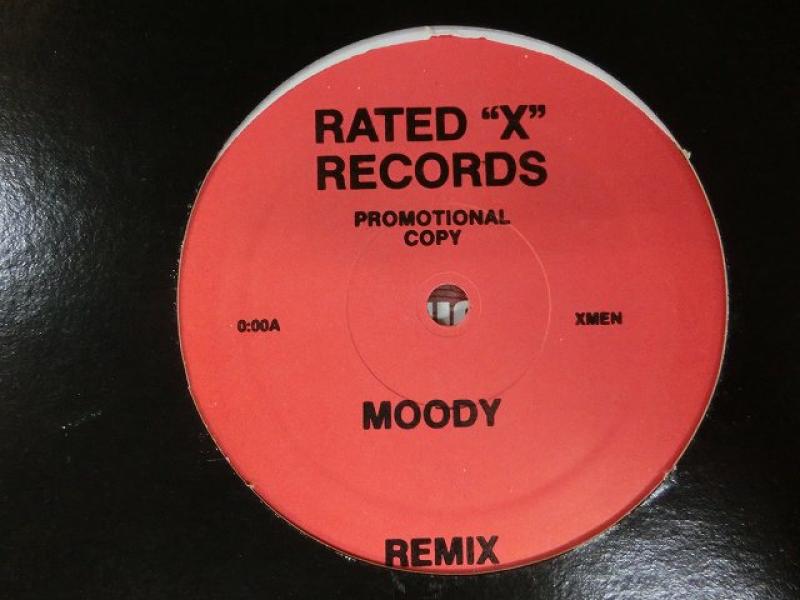 RATED “X”
RECORDS
PROMOTIONAL
COPY
0:00A
XMEN
MOODY
REMIX